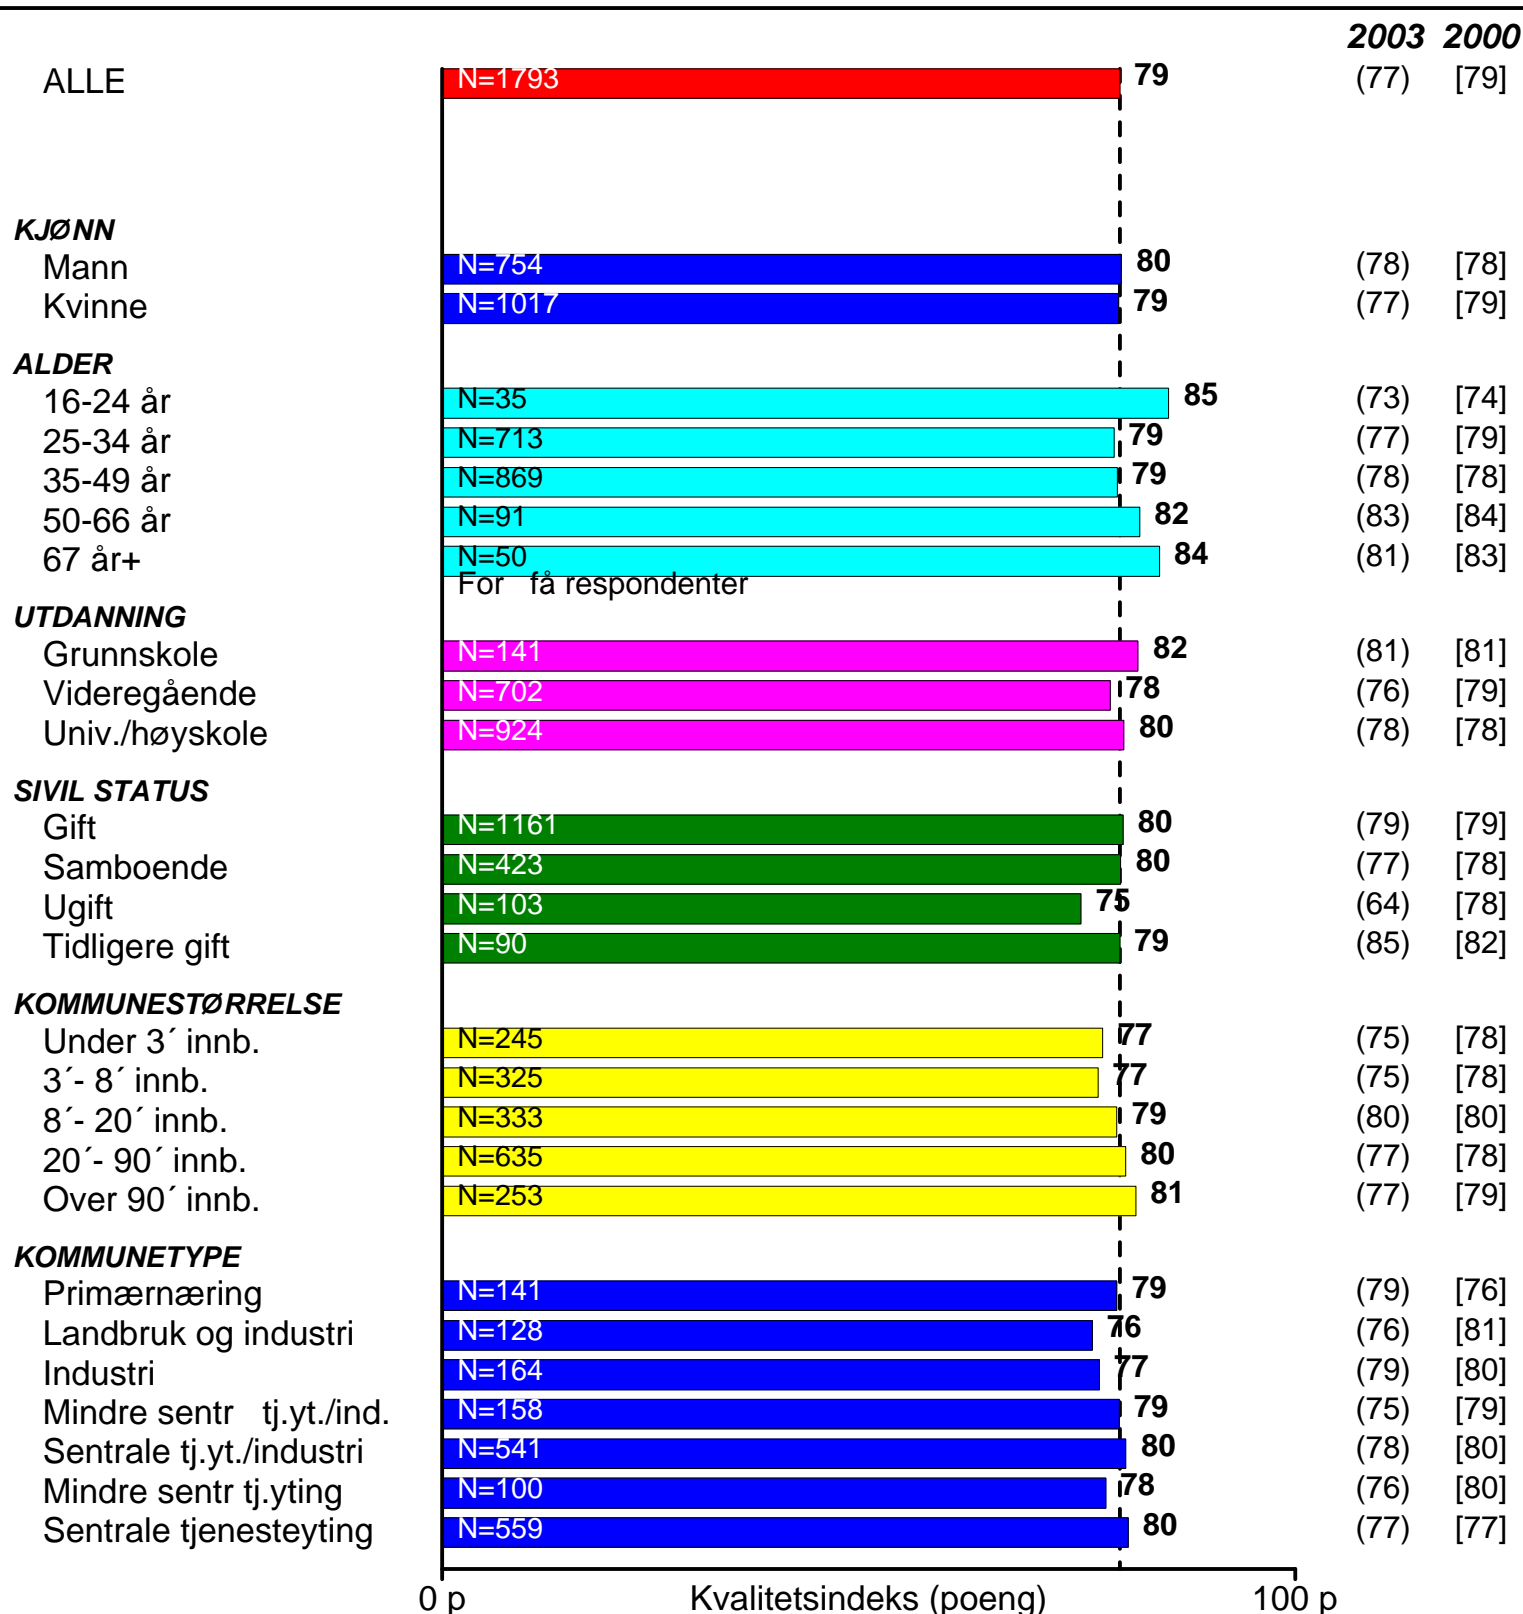 2003 2000
ALLE N=1793 79 (77) [79]
KJØNN
Mann N=754 80 (78) [78]
Kvinne N=1017 79 (77) [79]
ALDER
16-24 år N=35 85 (73) [74]
25-34 år N=713 79 (77) [79]
35-49 år N=869 79 (78) [78]
50-66 år N=91 82 (83) [84]
67 år+ N=50 84 (81) [83]
For få respondenter
UTDANNING
Grunnskole N=141 82 (81) [81]
Videregående N=702 78 (76) [79]
Univ./høyskole N=924 80 (78) [78]
SIVIL STATUS
Gift N=1161 80 (79) [79]
Samboende N=423 80 (77) [78]
Ugift N=103 75 (64) [78]
Tidligere gift N=90 79 (85) [82]
KOMMUNESTØRRELSE
Under 3´ innb. N=245 77 (75) [78]
3´- 8´ innb. N=325 77 (75) [78]
8´- 20´ innb. N=333 79 (80) [80]
20´- 90´ innb. N=635 80 (77) [78]
Over 90´ innb. N=253 81 (77) [79]
KOMMUNETYPE
Primærnæring N=141 79 (79) [76]
Landbruk og industri N=128 76 (76) [81]
Industri N=164 77 (79) [80]
Mindre sentr tj.yt./ind. N=158 79 (75) [79]
Sentrale tj.yt./industri N=541 80 (78) [80]
Mindre sentr tj.yting N=100 78 (76) [80]
Sentrale tjenesteyting N=559 80 (77) [77]
0 p Kvalitetsindeks (poeng) 100 p